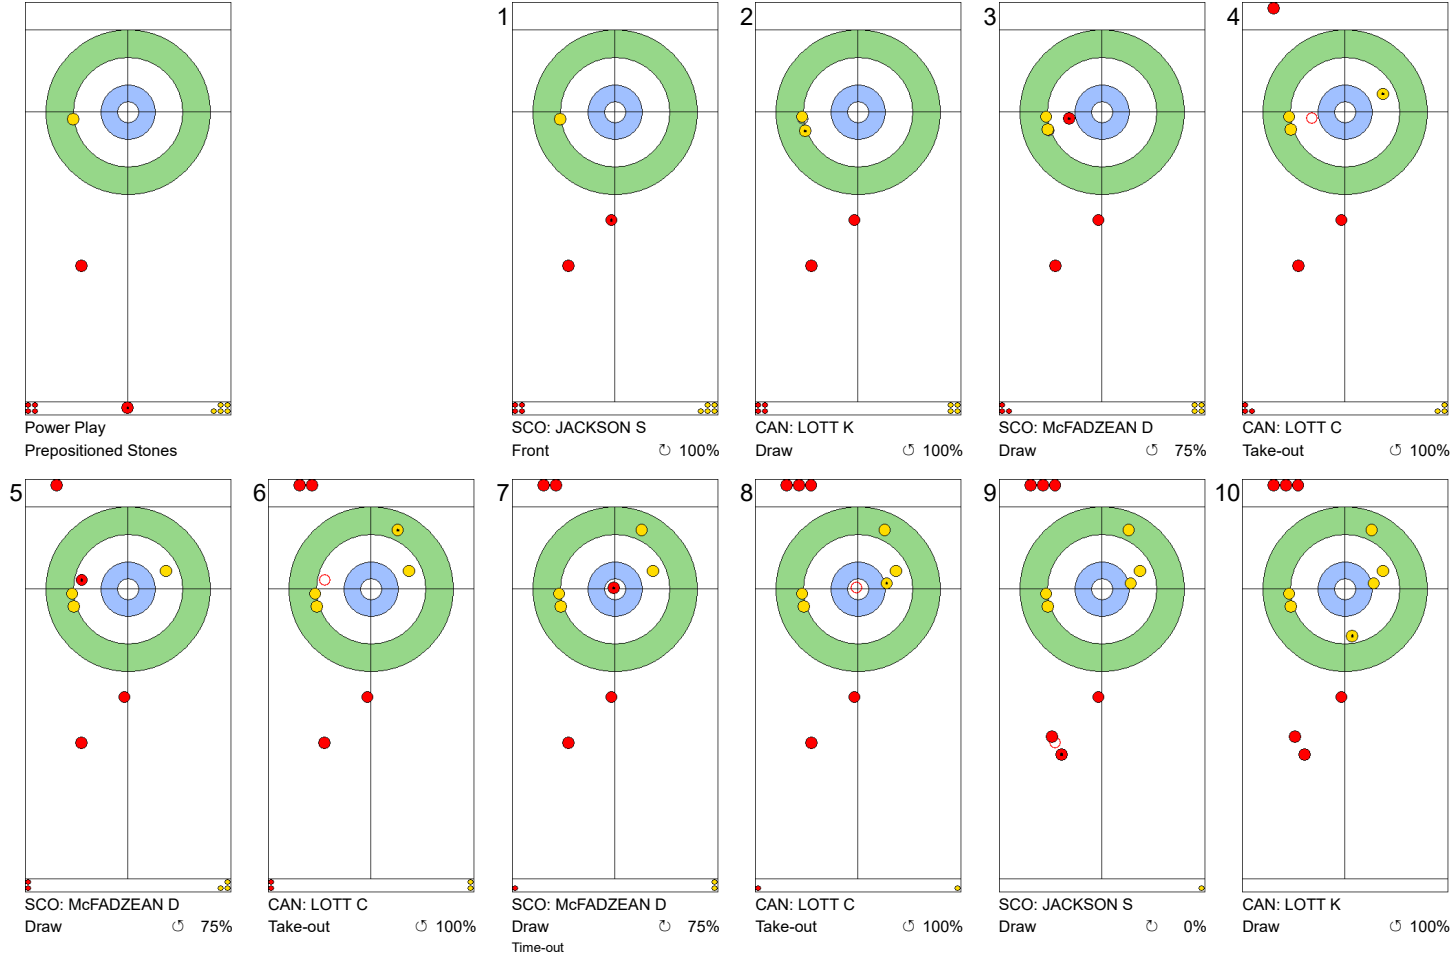 Power Play
Prepositioned Stones
1
SCO: JACKSON S
Front ↻ 100%
2
CAN: LOTT K
Draw ↺ 100%
3
SCO: McFADZEAN D
Draw ↺ 75%
4
CAN: LOTT C
Take-out ↻ 100%
5
SCO: McFADZEAN D
Draw ↺ 75%
6
CAN: LOTT C
Take-out ↺ 100%
7
SCO: McFADZEAN D
Draw ↺ 75%
Time-out
8
CAN: LOTT C
Take-out ↺ 100%
9
SCO: JACKSON S
Draw ↻ 0%
10
CAN: LOTT K
Draw ↺ 100%